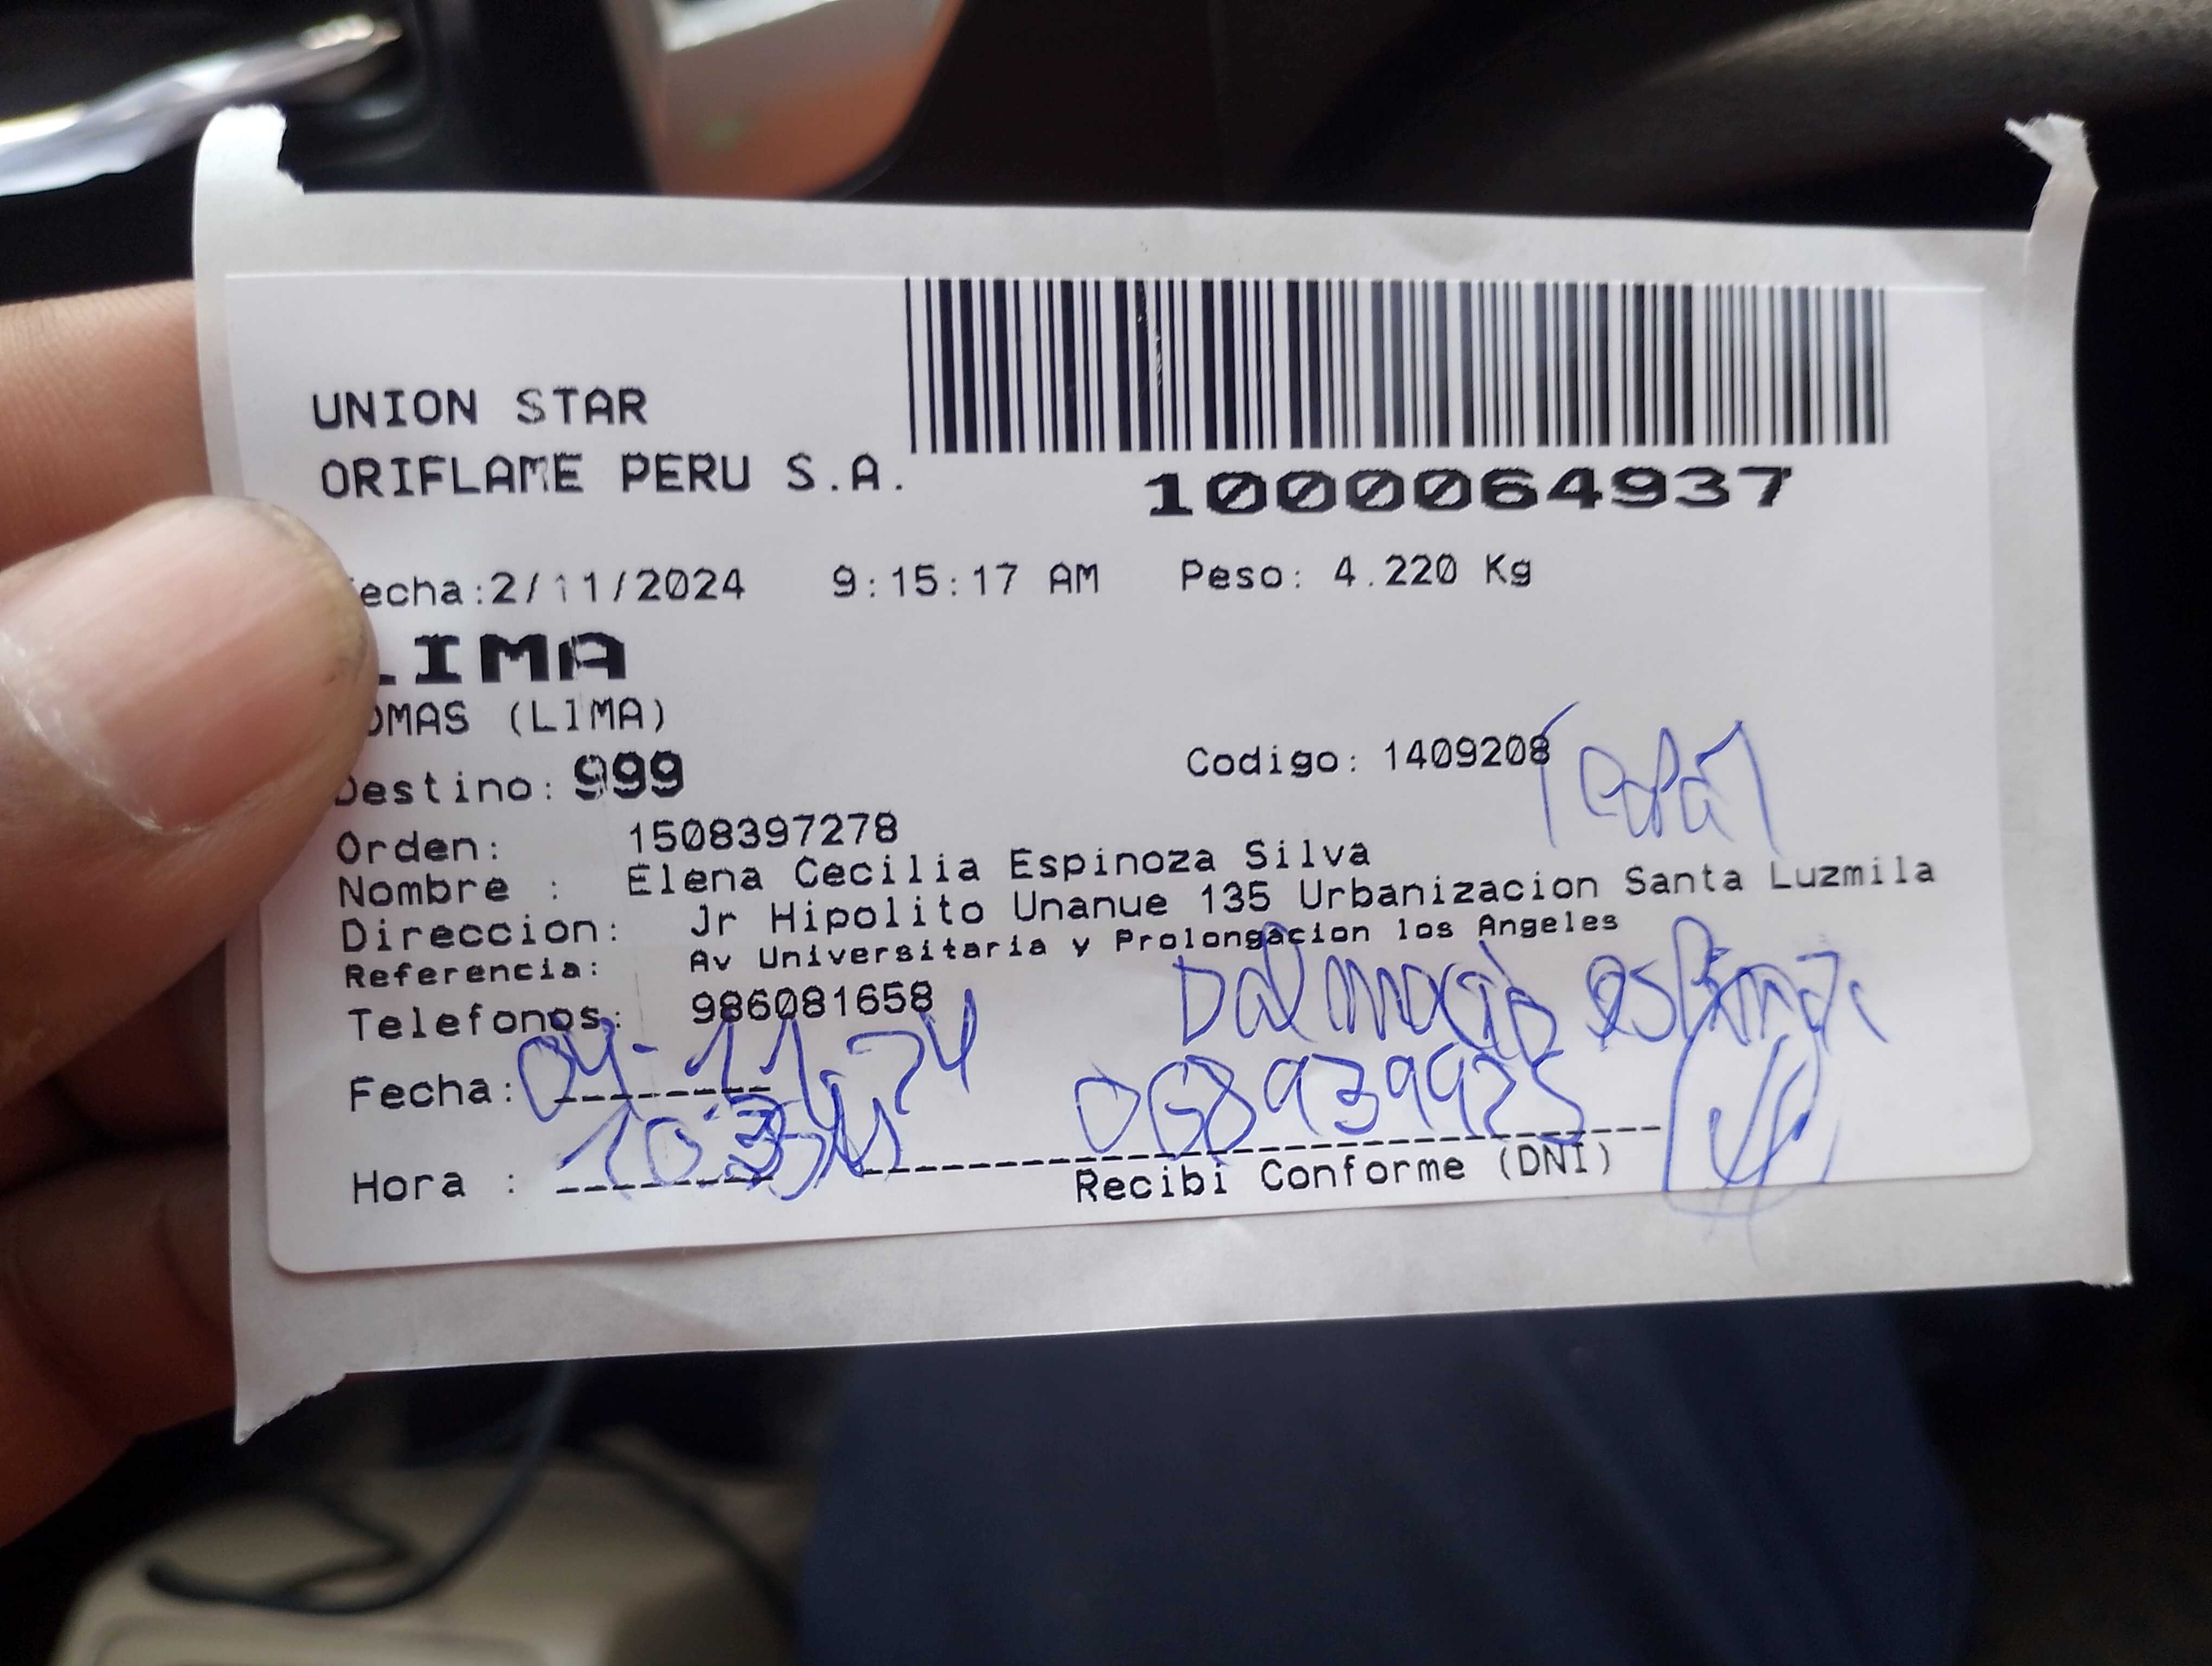 UNION STAR
ORIFLAME PERU S.A.
1000064937
echa:2/11/2024 9:15:17 AM Peso: 4.220 Kg
LIMA
OMAS (LIMA)
Destino: 999 Codigo: 1409208
Orden: 1508397278
Nombre : Elena Cecilia Espinoza Silva
Direccion: Jr Hipolito Unanue 135 Urbanizacion Santa Luzmila
Referencia: Av Universitaria y Prolongacion los Angeles
Telefonos: 986081658
Fecha: 04-11-24
Hora :
Recibi Conforme (DNI)